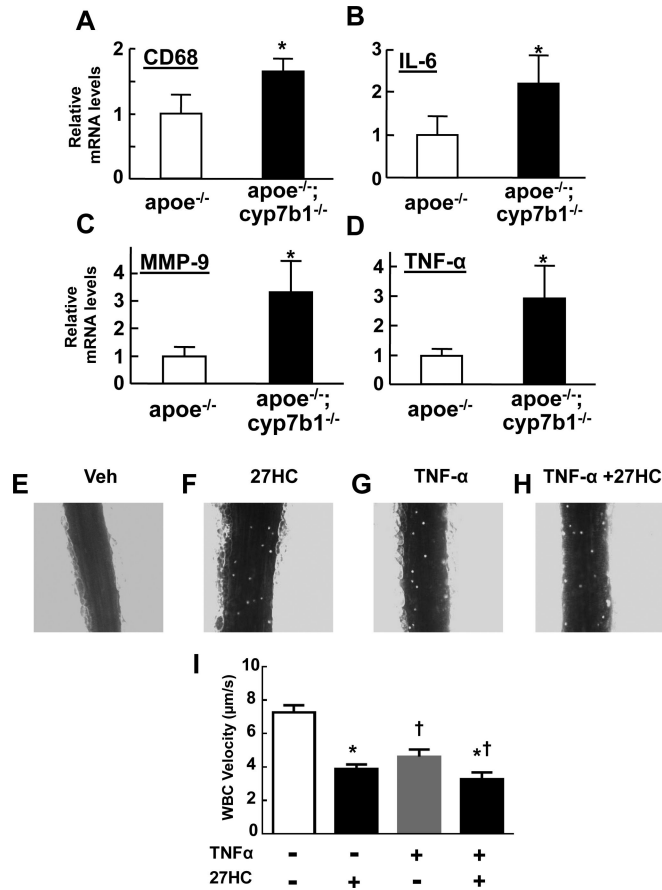 A
CD68
Relative
mRNA levels
2
1
0
*
apoe-/-
apoe-/-;
cyp7b1-/-
B
IL-6
3
2
1
0
*
apoe-/-
apoe-/-;
cyp7b1-/-
C
MMP-9
Relative
mRNA levels
4
3
2
1
0
*
apoe-/-
apoe-/-;
cyp7b1-/-
D
TNF-α
4
3
2
1
0
*
apoe-/-
apoe-/-;
cyp7b1-/-
E Veh
F 27HC
G TNF-α
H TNF-α +27HC
I
WBC Velocity (μm/s)
10
8
6
4
2
0
* † *†
TNFα - - + +
27HC - + - +